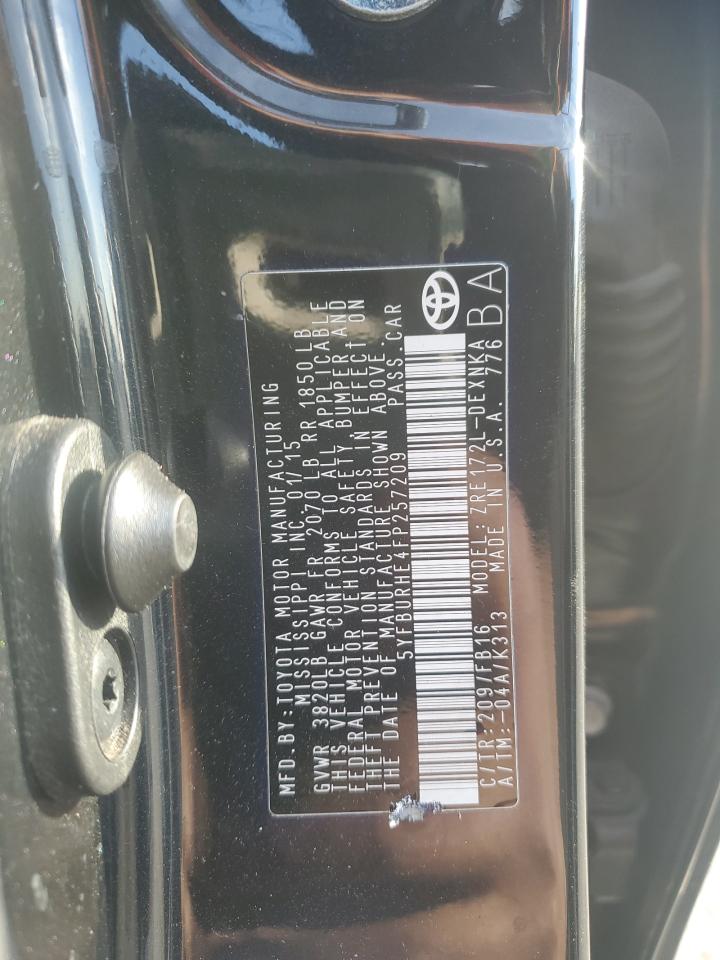 MFD. BY: TOYOTA MOTOR MANUFACTURING
MISSISSIPPI INC. 01/15
GVWR 3820LB GAWR FR 2070 LB RR 1850LB
THIS VEHICLE CONFORMS TO ALL APPLICABLE
FEDERAL MOTOR VEHICLE SAFETY, BUMPER AND
THEFT PREVENTION STANDARDS IN EFFECT ON
THE DATE OF MANUFACTURE SHOWN ABOVE.
5YFBURHE4FP257209 PASS.CAR
C/TR: 209/FB16 MODEL: ZRE172L-DEXNKA
A/TM:-04A/K313 MADE IN U.S.A. 776
BA